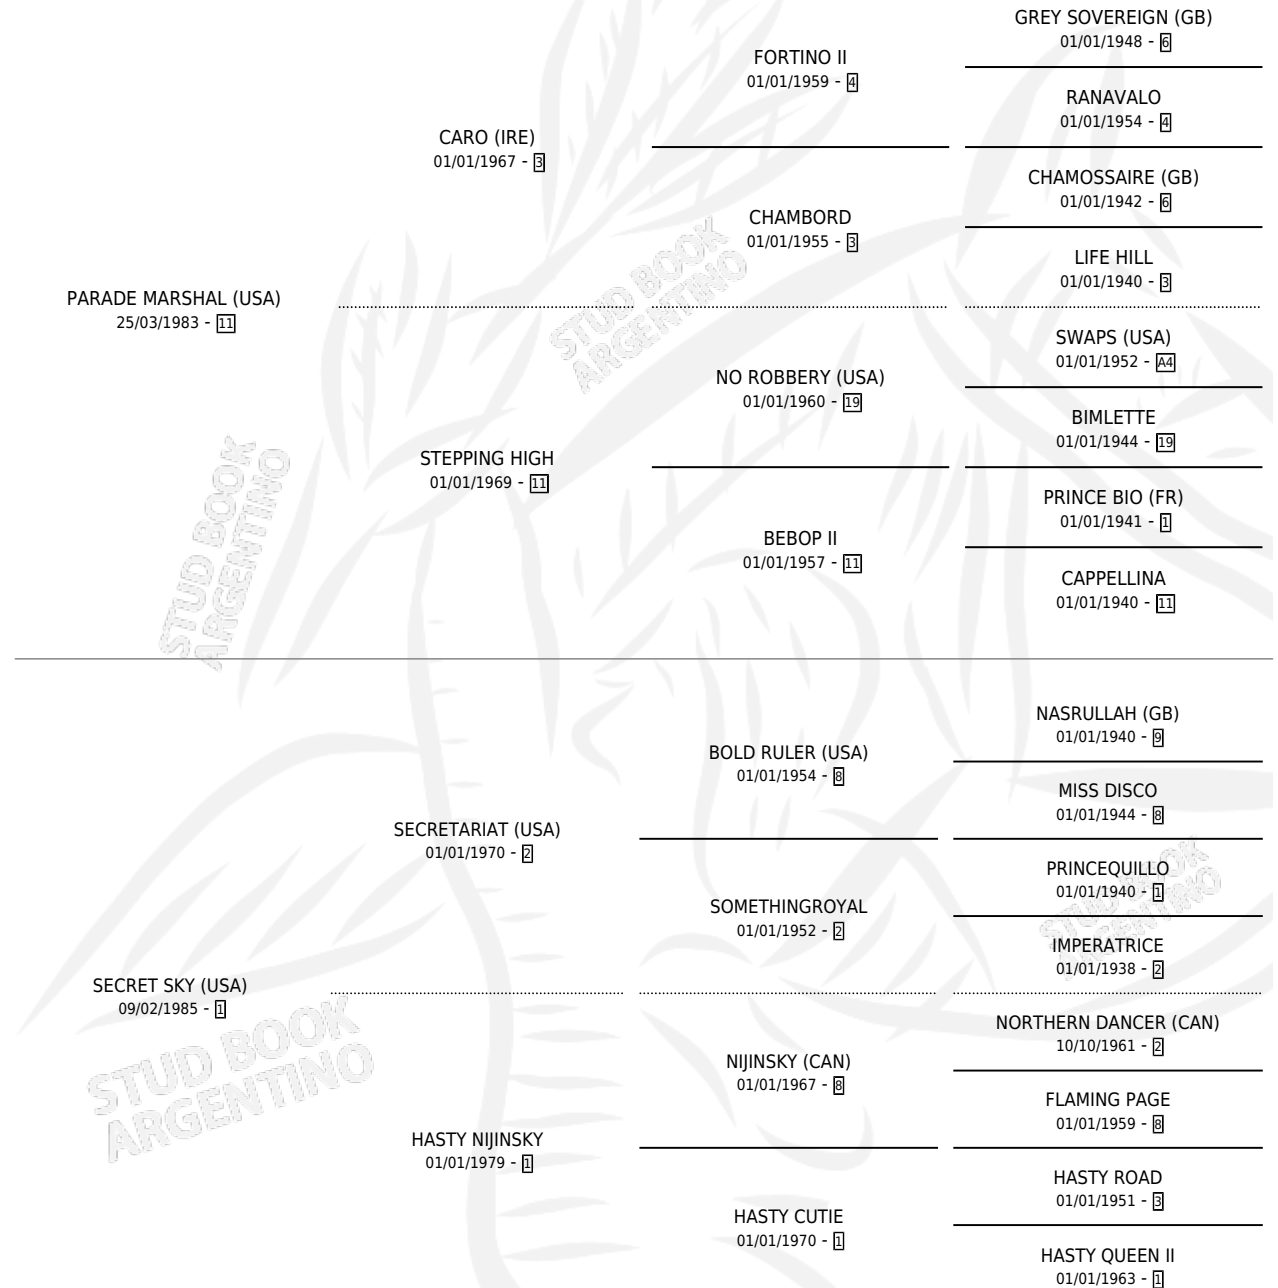 GREY SOVEREIGN (GB)
01/01/1948 - 6
FORTINO II
01/01/1959 - 4
RANAVALO
01/01/1954 - 4
CARO (IRE)
01/01/1967 - 3
CHAMOSSAIRE (GB)
01/01/1942 - 6
CHAMBORD
01/01/1955 - 3
LIFE HILL
01/01/1940 - 3
PARADE MARSHAL (USA)
25/03/1983 - 11
STUD BOOK
ARGENTINO
SWAPS (USA)
01/01/1952 - A4
NO ROBBERY (USA)
01/01/1960 - 19
BIMLETTE
01/01/1944 - 19
STEPPING HIGH
01/01/1969 - 11
PRINCE BIO (FR)
01/01/1941 - 1
BEBOP II
01/01/1957 - 11
CAPPELLINA
01/01/1940 - 11
STUD BOOK
ARGENTINO
NASRULLAH (GB)
01/01/1940 - 9
BOLD RULER (USA)
01/01/1954 - 8
MISS DISCO
01/01/1944 - 8
SECRETARIAT (USA)
01/01/1970 - 2
PRINCEQUILLO
01/01/1940 - 1
SOMETHINGROYAL
01/01/1952 - 2
STUD BOOK
ARGENTINO
IMPERATRICE
01/01/1938 - 2
SECRET SKY (USA)
09/02/1985 - 1
NORTHERN DANCER (CAN)
10/10/1961 - 2
NIJINSKY (CAN)
01/01/1967 - 8
FLAMING PAGE
01/01/1959 - 8
STUD BOOK
ARGENTINO
HASTY NIJINSKY
01/01/1979 - 1
HASTY ROAD
01/01/1951 - 3
HASTY CUTIE
01/01/1970 - 1
HASTY QUEEN II
01/01/1963 - 1